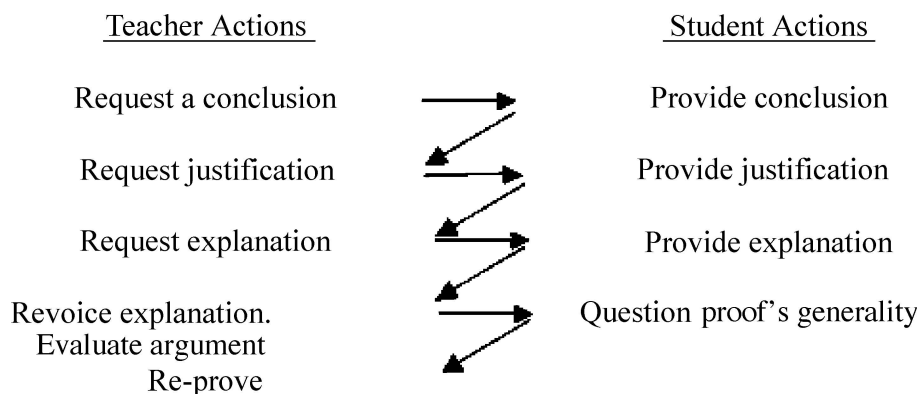 Teacher Actions Student Actions
Request a conclusion Provide conclusion
Request justification Provide justification
Request explanation Provide explanation
Revoice explanation. Question proof's generality
Evaluate argument
Re-prove